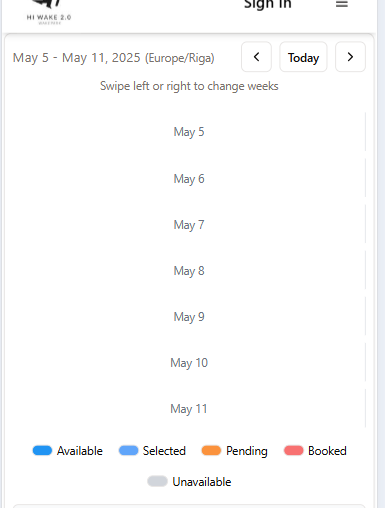 HI WAKE 2.0
Sign In
May 5 - May 11, 2025 (Europe/Riga)
Today
Swipe left or right to change weeks
May 5
May 6
May 7
May 8
May 9
May 10
May 11
Available
Selected
Pending
Booked
Unavailable